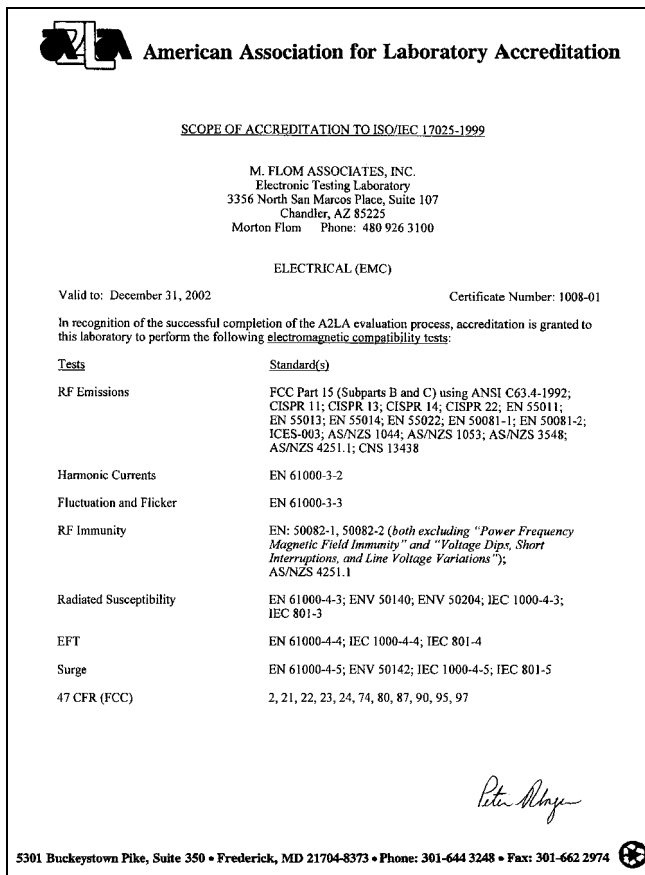 A2LA American Association for Laboratory Accreditation
SCOPE OF ACCREDITATION TO ISO/IEC 17025-1999
M. FLOM ASSOCIATES, INC.
Electronic Testing Laboratory
3356 North San Marcos Place, Suite 107
Chandler, AZ 85225
Morton Flom Phone: 480 926 3100
ELECTRICAL (EMC)
Valid to: December 31, 2002 Certificate Number: 1008-01
In recognition of the successful completion of the A2LA evaluation process, accreditation is granted to
this laboratory to perform the following electromagnetic compatibility tests:
Tests Standard(s)
RF Emissions FCC Part 15 (Subparts B and C) using ANSI C63.4-1992;
CISPR 11; CISPR 13; CISPR 14; CISPR 22; EN 55011;
EN 55013; EN 55014; EN 55022; EN 50081-1; EN 50081-2;
ICES-003; AS/NZS 1044; AS/NZS 1053; AS/NZS 3548;
AS/NZS 4251.1; CNS 13438
Harmonic Currents EN 61000-3-2
Fluctuation and Flicker EN 61000-3-3
RF Immunity EN: 50082-1, 50082-2 (both excluding "Power Frequency
Magnetic Field Immunity" and "Voltage Dips, Short
Interruptions, and Line Voltage Variations");
AS/NZS 4251.1
Radiated Susceptibility EN 61000-4-3; ENV 50140; ENV 50204; IEC 1000-4-3;
IEC 801-3
EFT EN 61000-4-4; IEC 1000-4-4; IEC 801-4
Surge EN 61000-4-5; ENV 50142; IEC 1000-4-5; IEC 801-5
47 CFR (FCC) 2, 21, 22, 23, 24, 74, 80, 87, 90, 95, 97
Peter
5301 Buckeystown Pike, Suite 350 • Frederick, MD 21704-8373 • Phone: 301-644 3248 • Fax: 301-662 2974